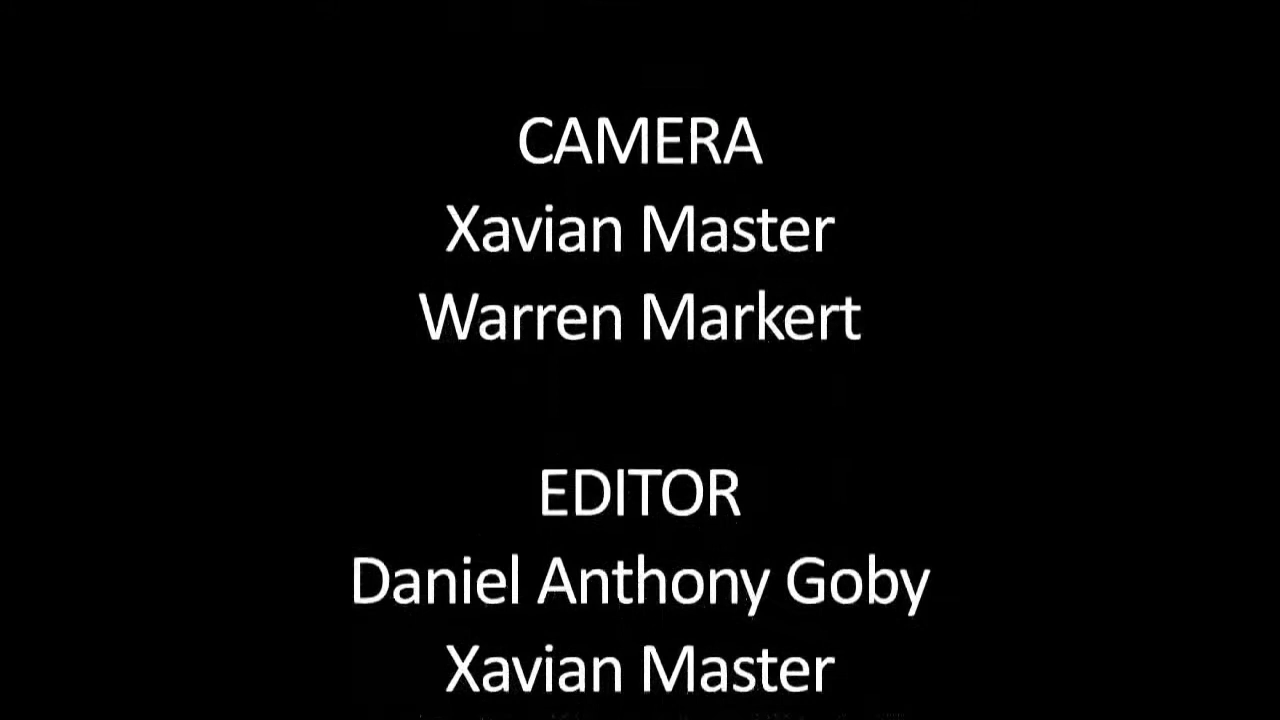 CAMERA
Xavian Master
Warren Markert
EDITOR
Daniel Anthony Goby
Xavian Master